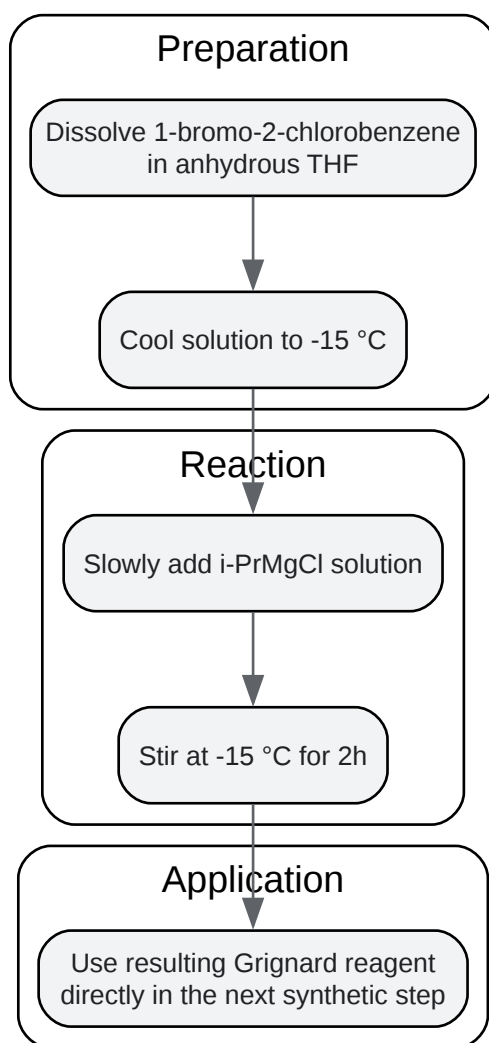 Preparation
Dissolve 1-bromo-2-chlorobenzene
in anhydrous THF
Cool solution to -15 °C
Reaction
Slowly add i-PrMgCl solution
Stir at -15 °C for 2h
Application
Use resulting Grignard reagent
directly in the next synthetic step